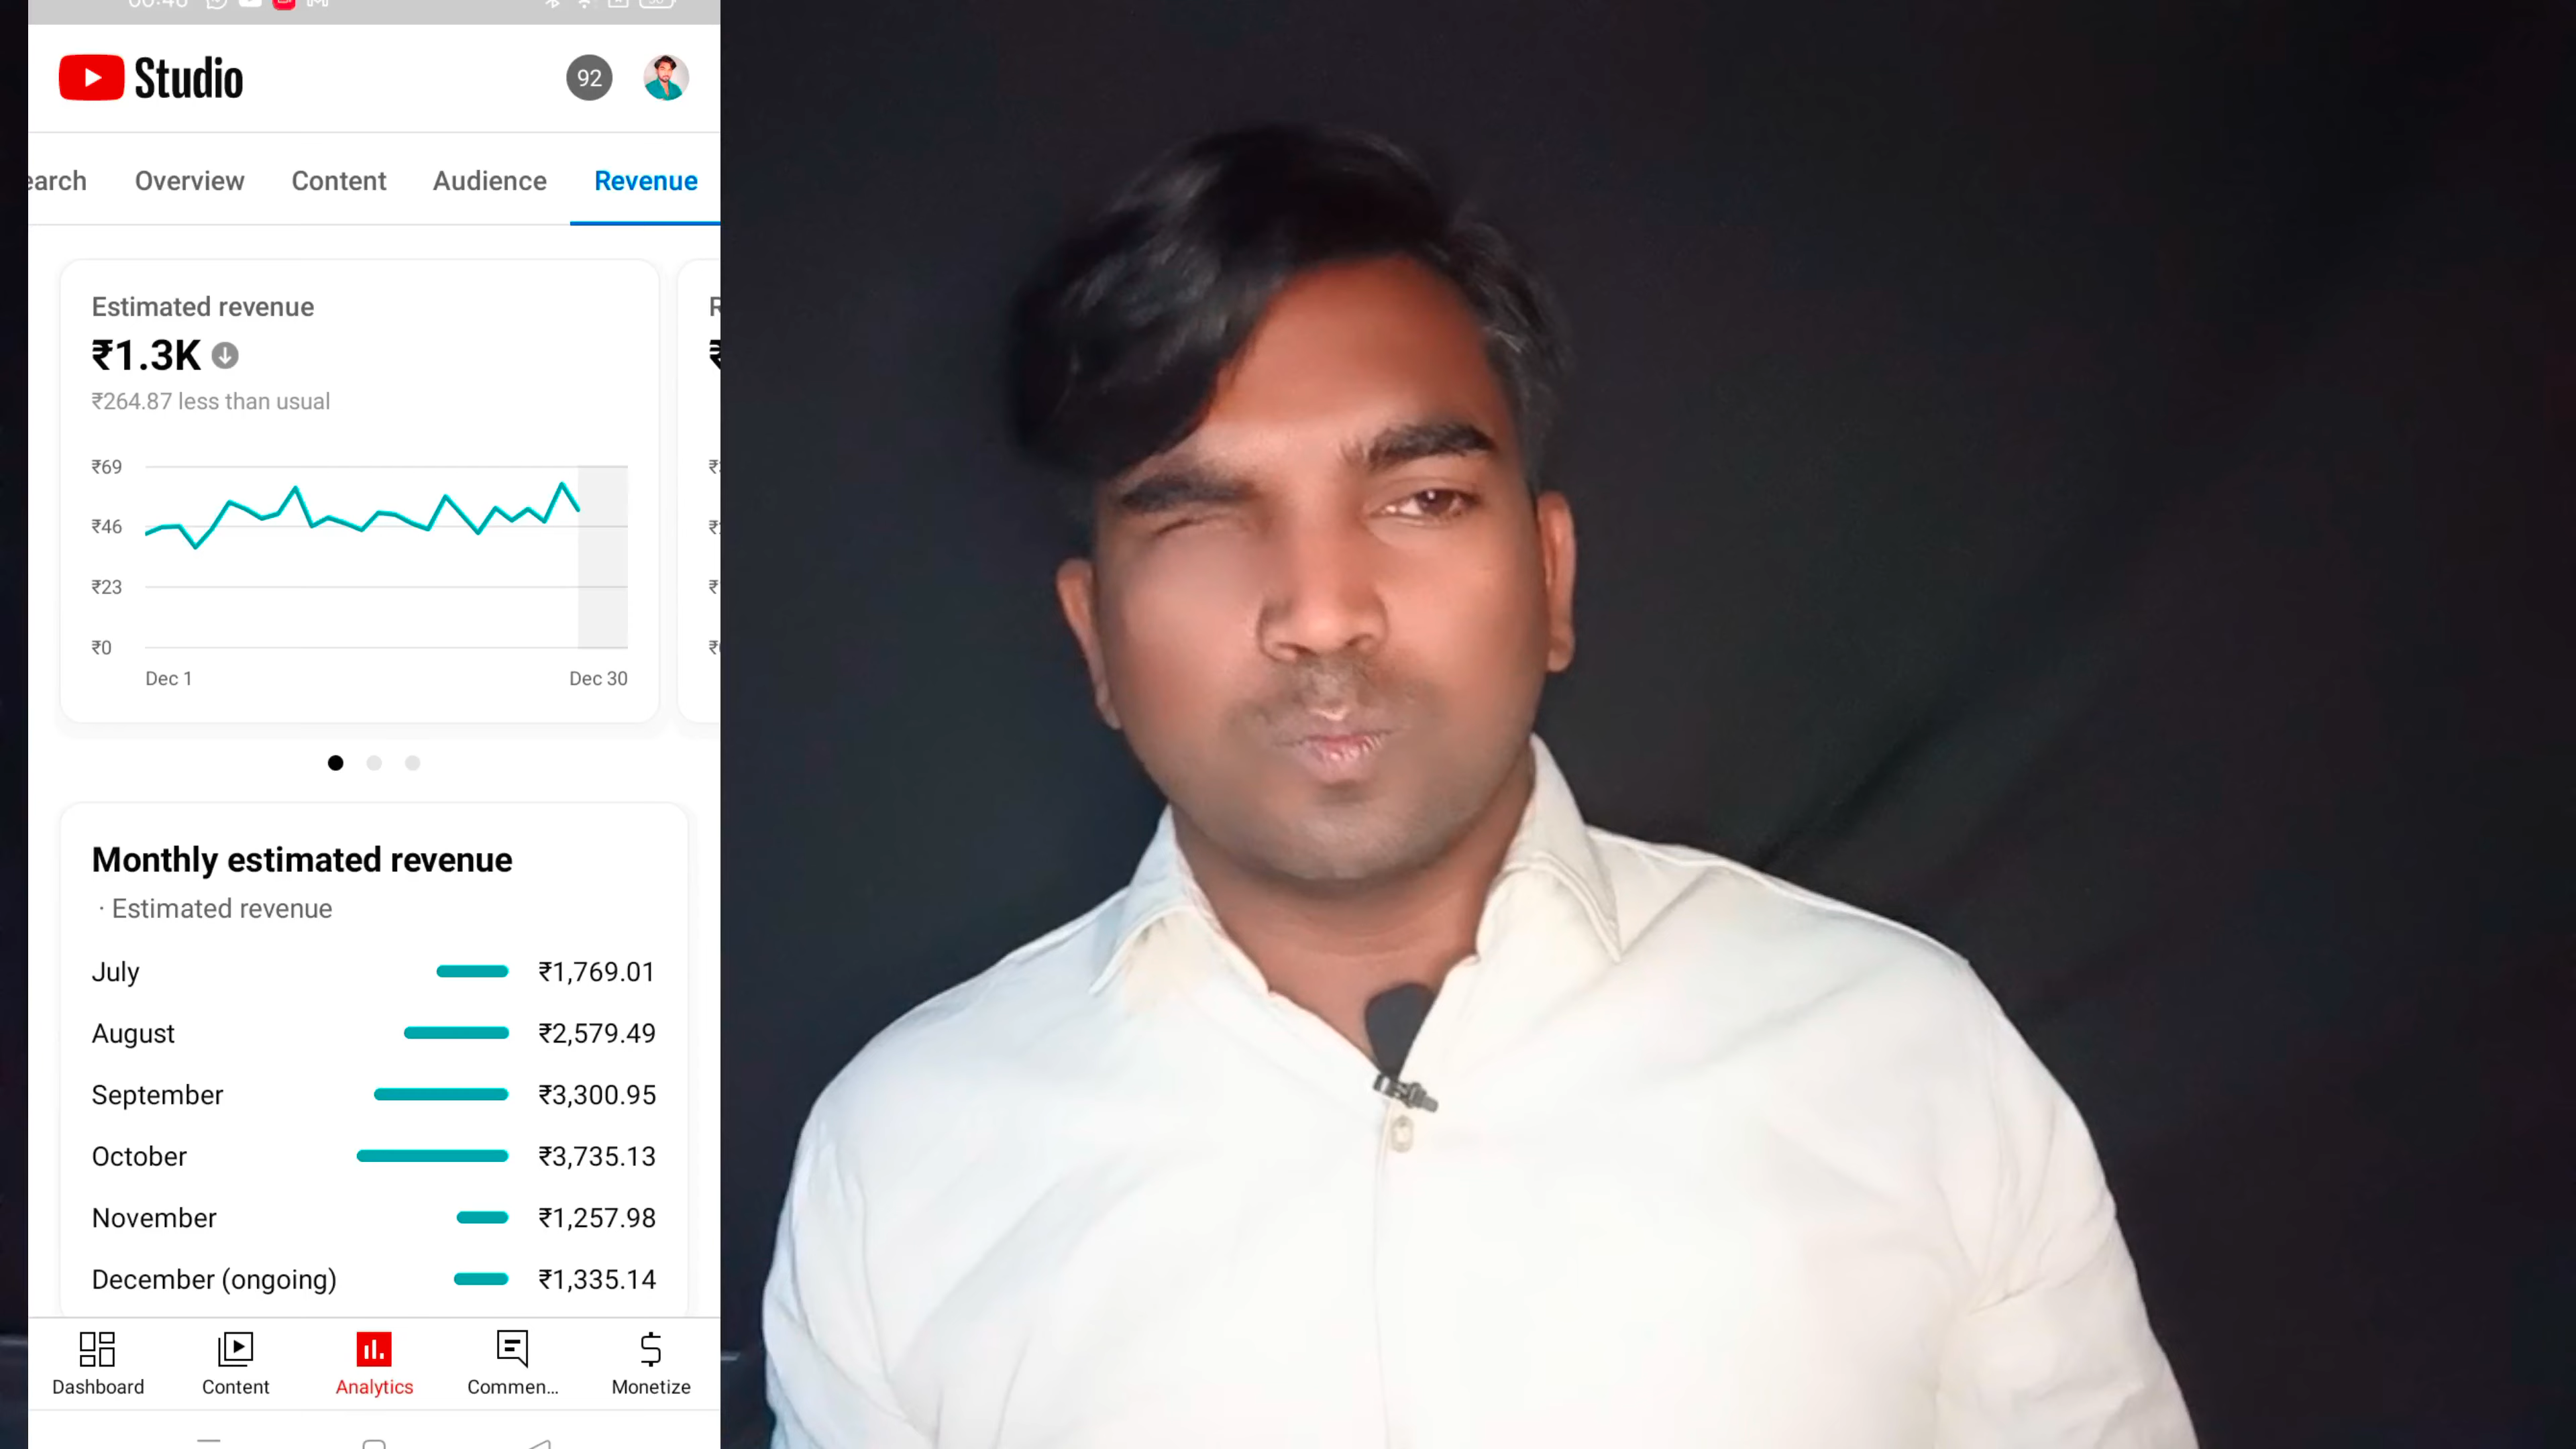 Studio
92
earch Overview Content Audience Revenue
Estimated revenue
₹1.3K
₹264.87 less than usual
₹69
₹46
₹23
₹0
Dec 1 Dec 30
Monthly estimated revenue
· Estimated revenue
July ₹1,769.01
August ₹2,579.49
September ₹3,300.95
October ₹3,735.13
November ₹1,257.98
December (ongoing) ₹1,335.14
Dashboard Content Analytics Commen... Monetize